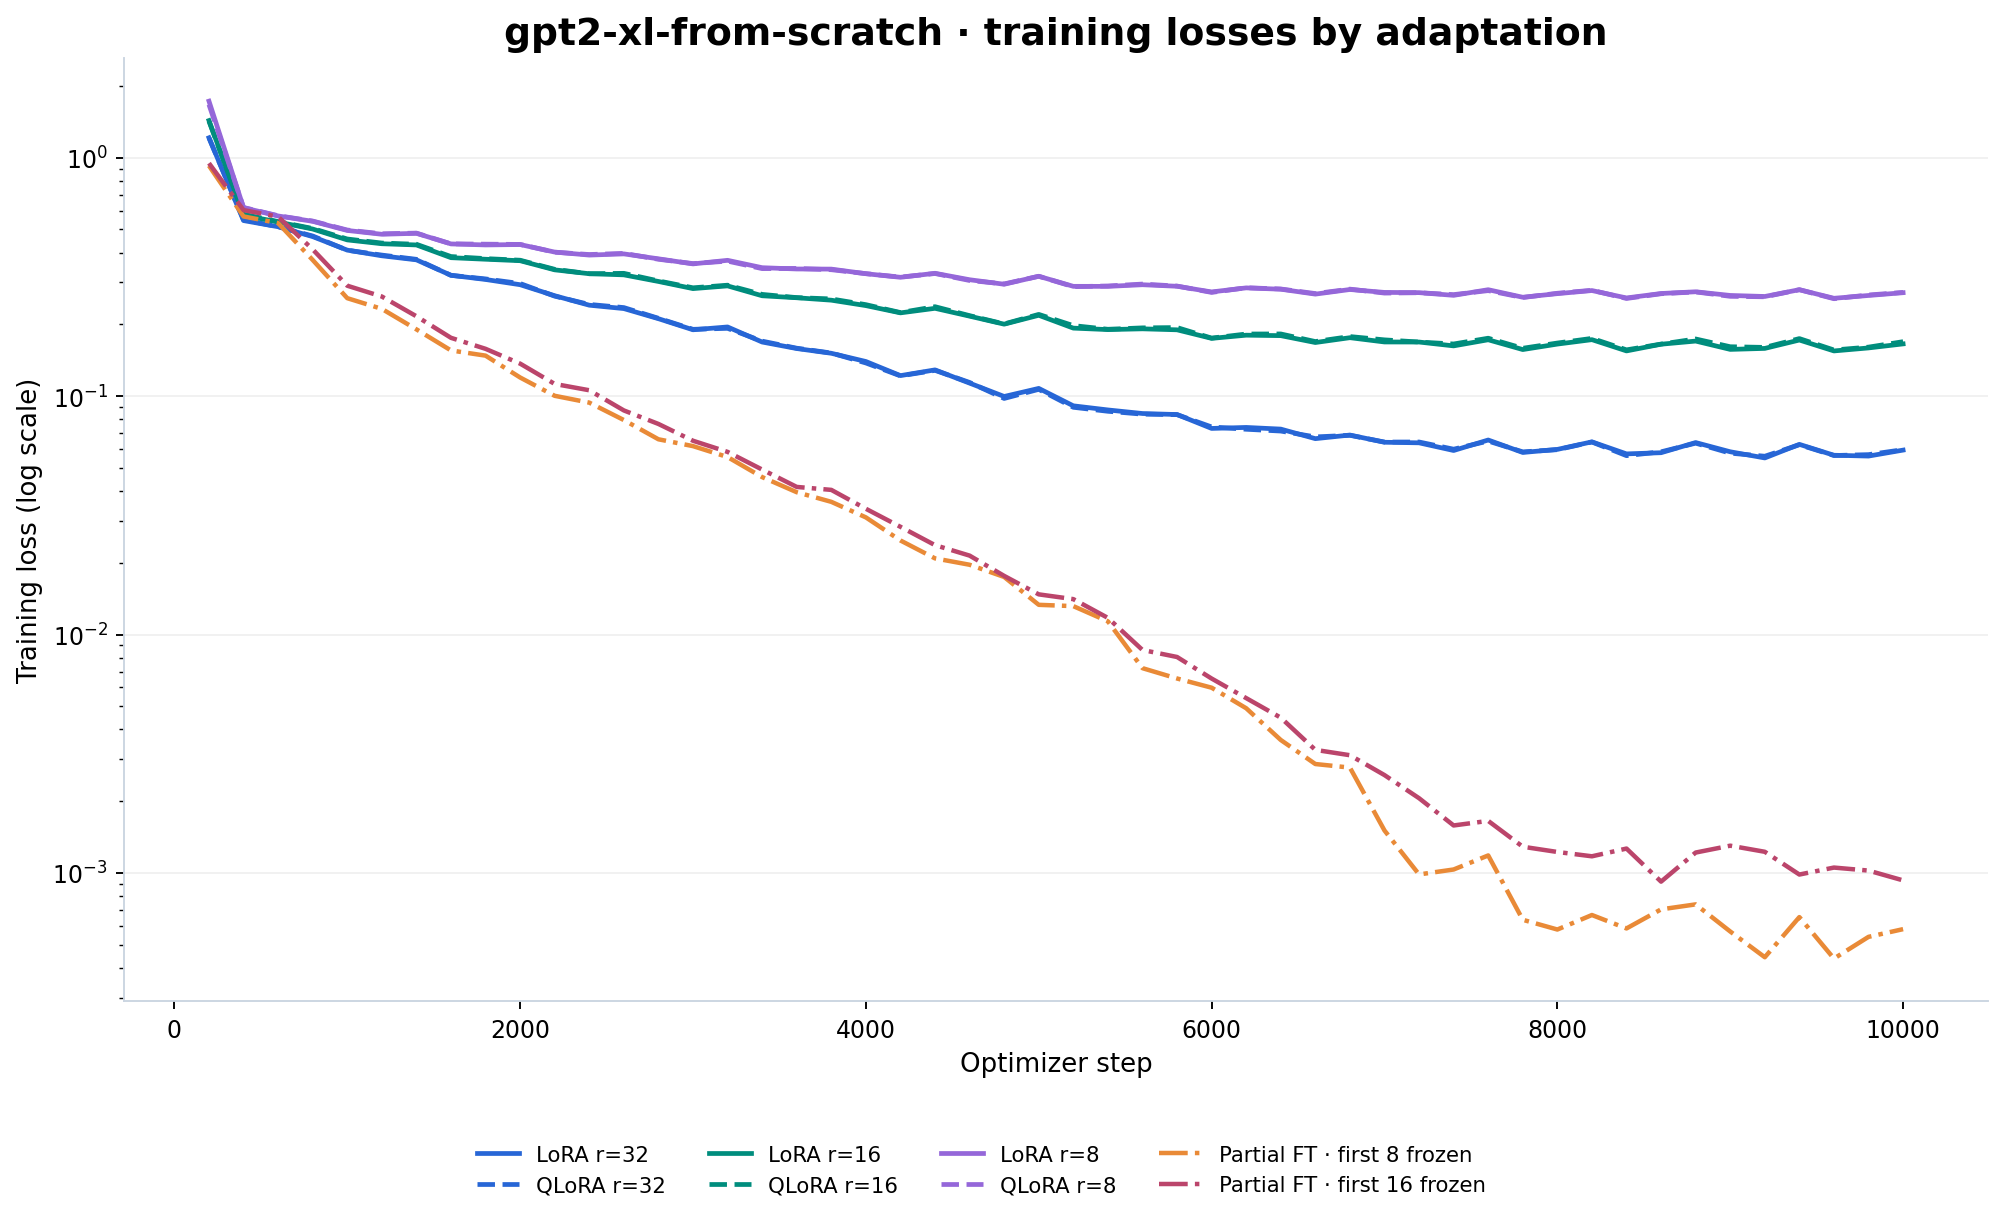 gpt2-xl-from-scratch · training losses by adaptation
Training loss (log scale)
10⁰
10⁻¹
10⁻²
10⁻³
0 2000 4000 6000 8000 10000
Optimizer step
LoRA r=32 LoRA r=16 LoRA r=8 Partial FT · first 8 frozen
QLoRA r=32 QLoRA r=16 QLoRA r=8 Partial FT · first 16 frozen